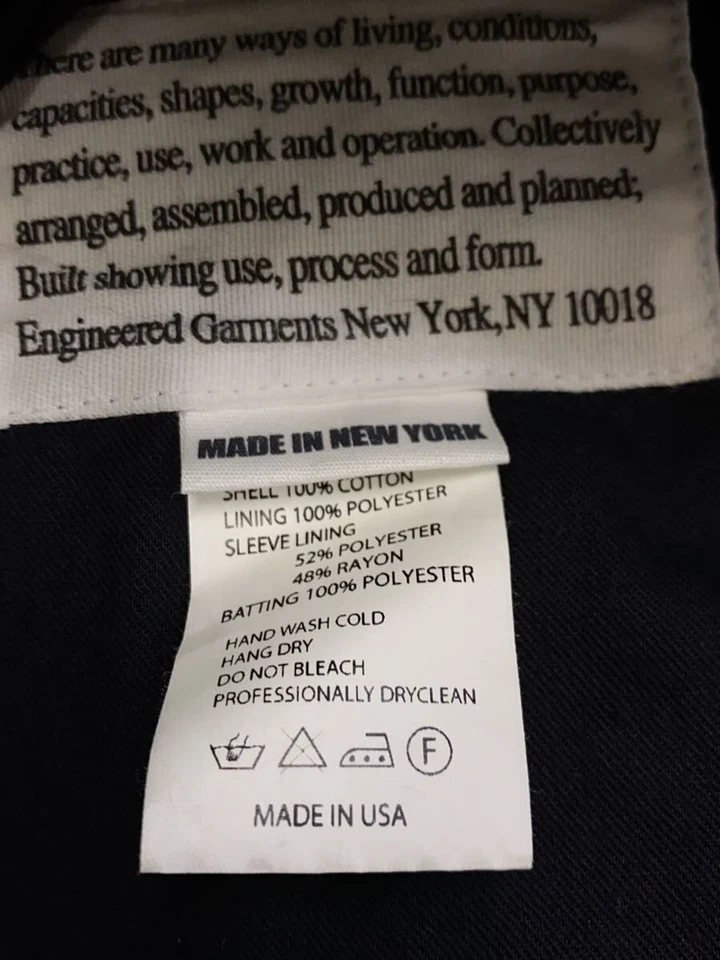 There are many ways of living, conditions,
capacities, shapes, growth, function, purpose,
practice, use, work and operation. Collectively
arranged, assembled, produced and planned;
Built showing use, process and form.
Engineered Garments New York, NY 10018
MADE IN NEW YORK
SHELL 100% COTTON
LINING 100% POLYESTER
SLEEVE LINING
52% POLYESTER
48% RAYON
BATTING 100% POLYESTER
HAND WASH COLD
HANG DRY
DO NOT BLEACH
PROFESSIONALLY DRYCLEAN
F
MADE IN USA